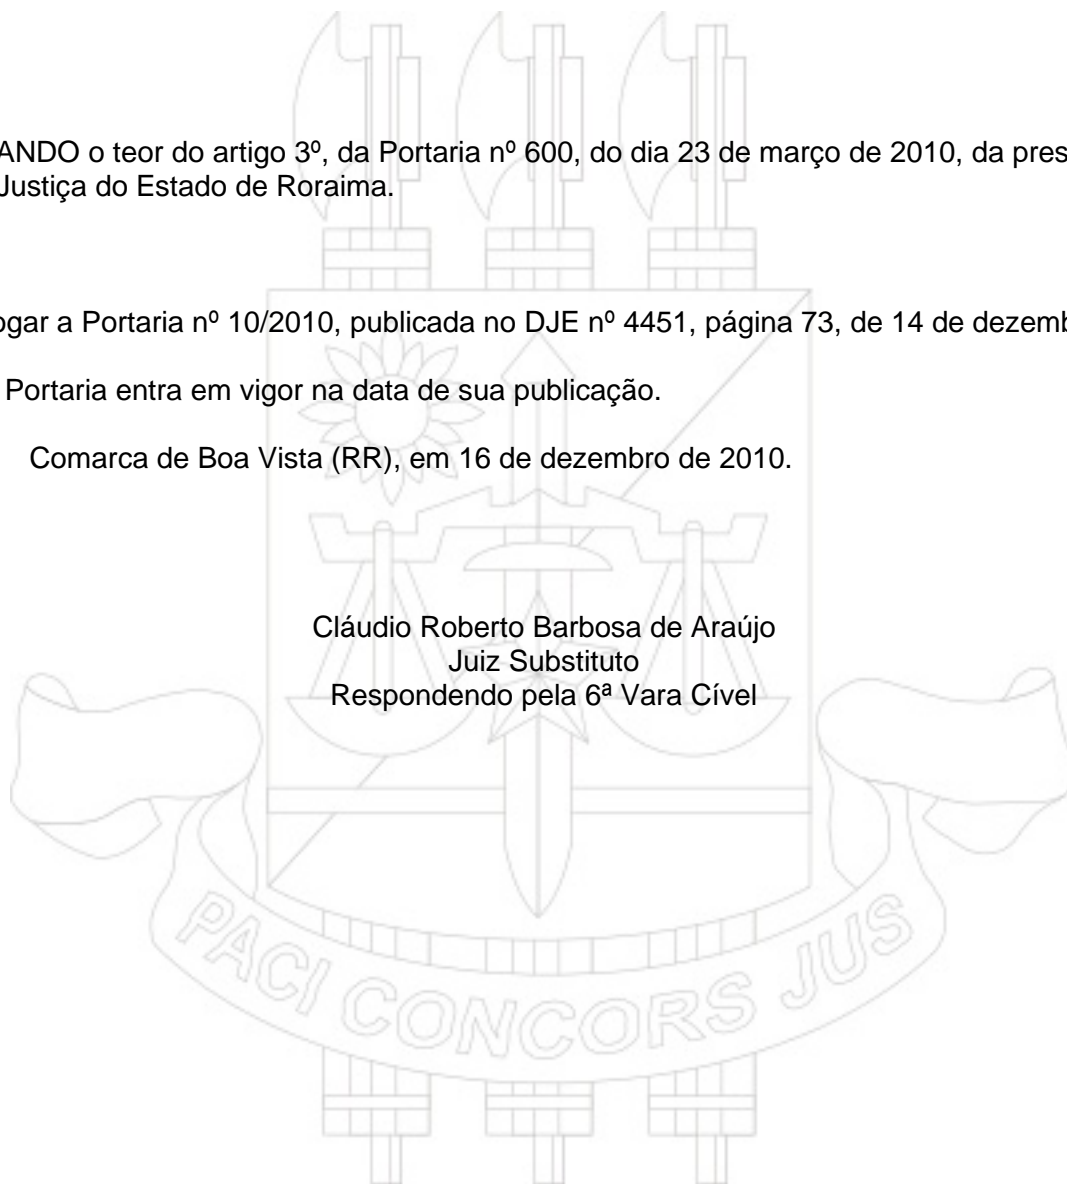 ANDO o teor do artigo 3º, da Portaria nº 600, do dia 23 de março de 2010, da pres
Justiça do Estado de Roraima.
ogar a Portaria nº 10/2010, publicada no DJE nº 4451, página 73, de 14 de dezemb
Portaria entra em vigor na data de sua publicação.
Comarca de Boa Vista (RR), em 16 de dezembro de 2010.
Cláudio Roberto Barbosa de Araújo
Juiz Substituto
Respondendo pela 6ª Vara Cível
PACI CONCORS JUS